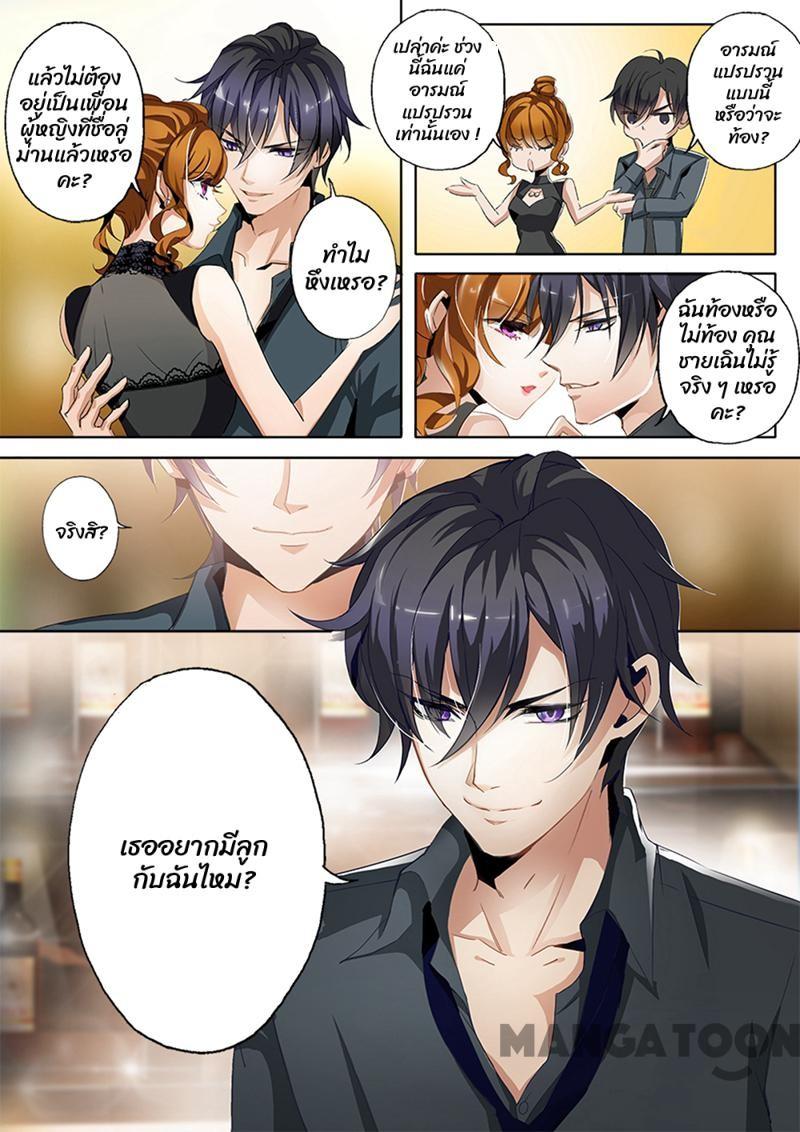 แล้วไม่ต้อง
อยู่เป็นเพื่อน
ผู้หญิงที่ชื่อลู่
ม่านแล้วเหรอ
คะ?
ทำไม
หึงเหรอ?
เปล่าค่ะ ช่วง
นี้ฉันแค่
อารมณ์
แปรปรวน
เท่านั้นเอง !
อารมณ์
แปรปรวน
แบบนี้
หรือว่าจะ
ท้อง?
ฉันท้องหรือ
ไม่ท้อง คุณ
ชายเฉินไม่รู้
จริง ๆ เหรอ
คะ?
จริงสิ?
เธออยากมีลูก
กับฉันไหม?
MANGATOON
6